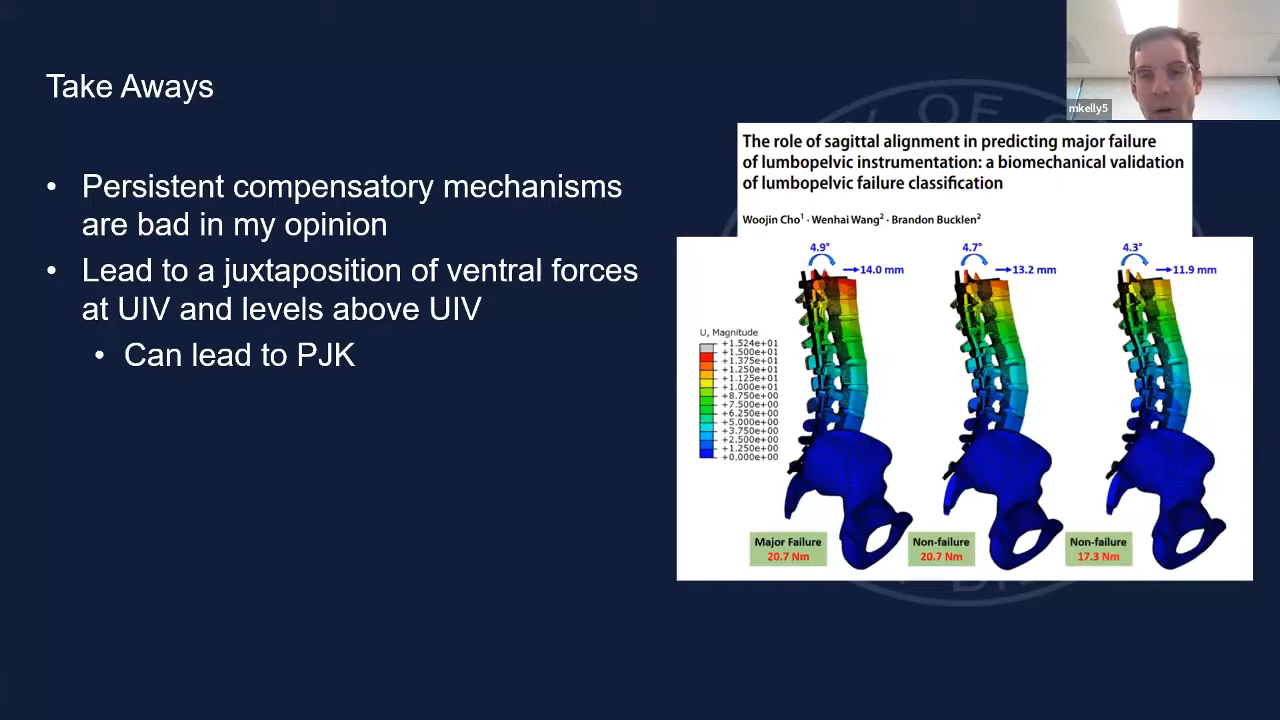 Take Aways
• Persistent compensatory mechanisms
are bad in my opinion
• Lead to a juxtaposition of ventral forces
at UIV and levels above UIV
• Can lead to PJK
mkelly5
The role of sagittal alignment in predicting major failure
of lumbopelvic instrumentation: a biomechanical validation
of lumbopelvic failure classification
Woojin Cho1 · Wenhai Wang2 · Brandon Bucklen2
4.9°
14.0 mm
4.7°
13.2 mm
4.3°
11.9 mm
U, Magnitude
+1.524e+01
+1.500e+01
+1.375e+01
+1.250e+01
+1.125e+01
+1.000e+01
+8.750e+00
+7.500e+00
+6.250e+00
+5.000e+00
+3.750e+00
+2.500e+00
+1.250e+00
+0.000e+00
Major Failure
20.7 Nm
Non-failure
20.7 Nm
Non-failure
17.3 Nm